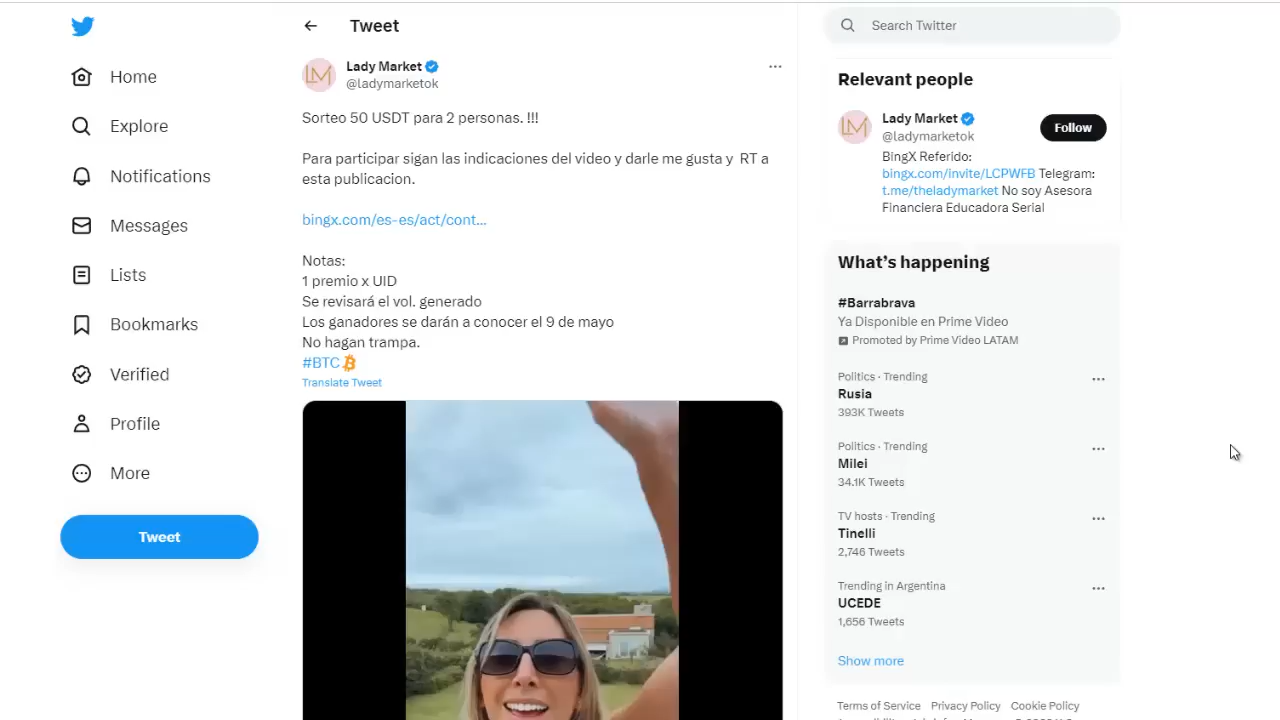 Tweet
Search Twitter
Home
Explore
Notifications
Messages
Lists
Bookmarks
Verified
Profile
More
Tweet
LM
Lady Market
@ladymarketok
Sorteo 50 USDT para 2 personas. !!!
Para participar sigan las indicaciones del video y darle me gusta y RT a
esta publicacion.
bingx.com/es-es/act/cont...
Notas:
1 premio x UID
Se revisará el vol. generado
Los ganadores se darán a conocer el 9 de mayo
No hagan trampa.
#BTC
Translate Tweet
Relevant people
LM
Lady Market
@ladymarketok
Follow
BingX Referido:
bingx.com/invite/LCPWFB Telegram:
t.me/theladymarket No soy Asesora
Financiera Educadora Serial
What's happening
#Barrabrava
Ya Disponible en Prime Video
Promoted by Prime Video LATAM
Politics · Trending
Rusia
393K Tweets
Politics · Trending
Milei
34.1K Tweets
TV hosts · Trending
Tinelli
2,746 Tweets
Trending in Argentina
UCEDE
1,656 Tweets
Show more
Terms of Service Privacy Policy Cookie Policy